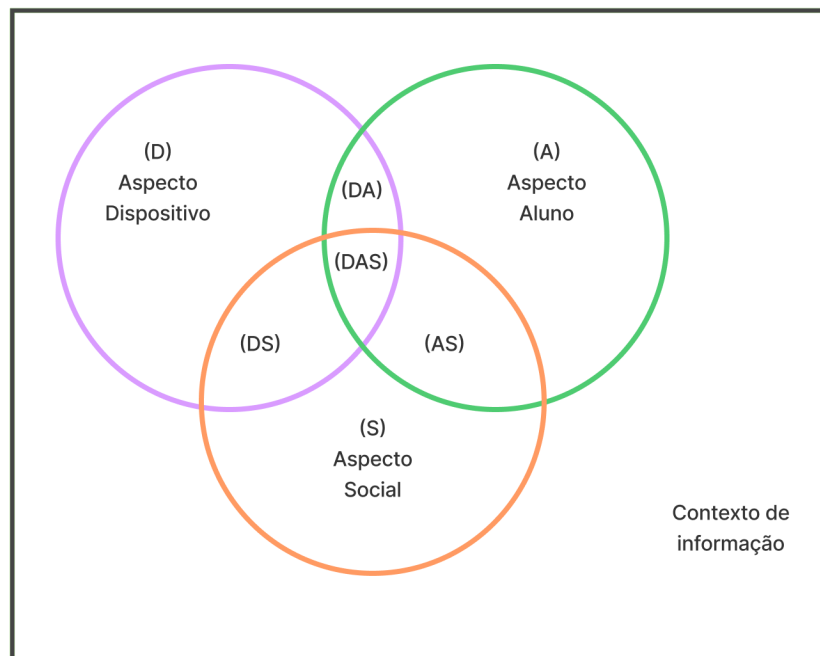 (D)
Aspecto
Dispositivo
(DA)
(A)
Aspecto
Aluno
(DAS)
(DS)
(AS)
(S)
Aspecto
Social
Contexto de
informação